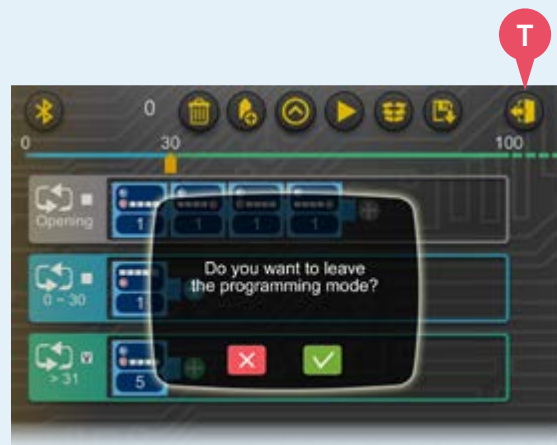 T
0
0 30 100
Opening
1 1 1 1
Do you want to leave
the programming mode?
0 ~ 30
1
> 31
5